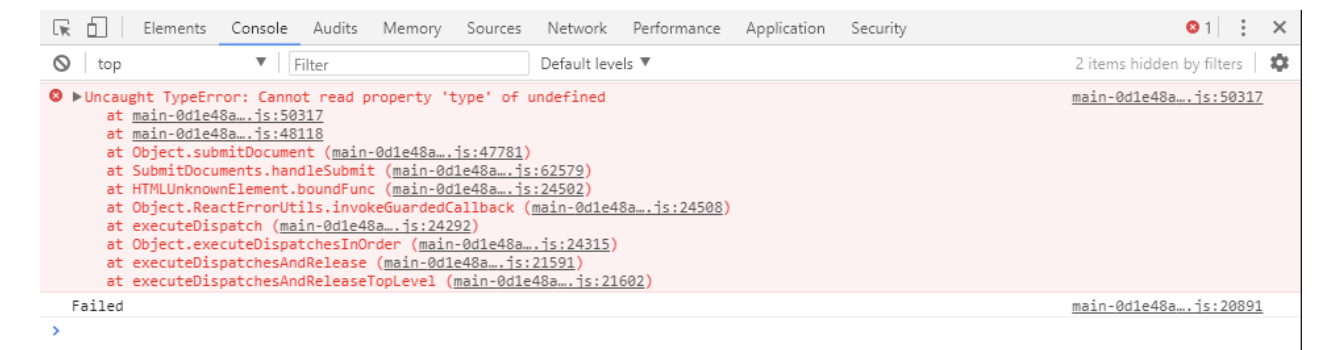 Elements Console Audits Memory Sources Network Performance Application Security 1
top Filter Default levels 2 items hidden by filters
Uncaught TypeError: Cannot read property 'type' of undefined main-0d1e48a….js:50317
at main-0d1e48a….js:50317
at main-0d1e48a….js:48118
at Object.submitDocument (main-0d1e48a….js:47781)
at SubmitDocuments.handleSubmit (main-0d1e48a….js:62579)
at HTMLUnknownElement.boundFunc (main-0d1e48a….js:24502)
at Object.ReactErrorUtils.invokeGuardedCallback (main-0d1e48a….js:24508)
at executeDispatch (main-0d1e48a….js:24292)
at Object.executeDispatchesInOrder (main-0d1e48a….js:24315)
at executeDispatchesAndRelease (main-0d1e48a….js:21591)
at executeDispatchesAndReleaseTopLevel (main-0d1e48a….js:21602)
Failed main-0d1e48a….js:20891